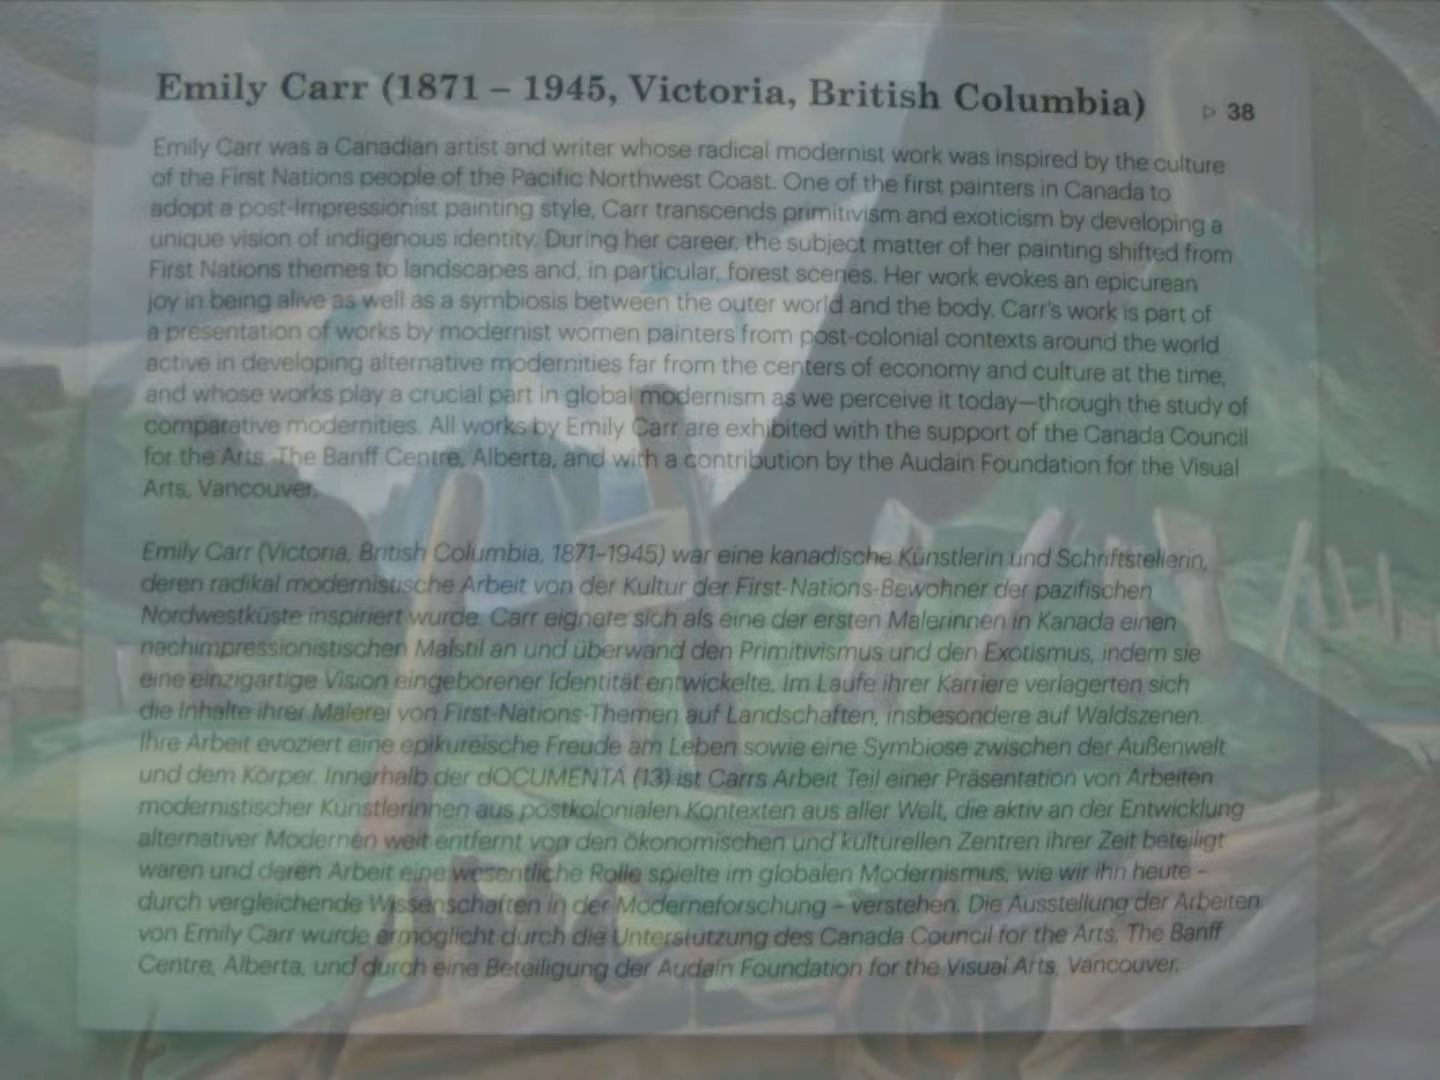 Emily Carr (1871 – 1945, Victoria, British Columbia) ▷ 38
Emily Carr was a Canadian artist and writer whose radical modernist work was inspired by the culture
of the First Nations people of the Pacific Northwest Coast. One of the first painters in Canada to
adopt a post-Impressionist painting style, Carr transcends primitivism and exoticism by developing a
unique vision of indigenous identity. During her career, the subject matter of her painting shifted from
First Nations themes to landscapes and, in particular, forest scenes. Her work evokes an epicurean
joy in being alive as well as a symbiosis between the outer world and the body. Carr's work is part of
a presentation of works by modernist women painters from post-colonial contexts around the world
active in developing alternative modernities far from the centers of economy and culture at the time,
and whose works play a crucial part in global modernism as we perceive it today—through the study of
comparative modernities. All works by Emily Carr are exhibited with the support of the Canada Council
for the Arts, The Banff Centre, Alberta, and with a contribution by the Audain Foundation for the Visual
Arts, Vancouver.
Emily Carr (Victoria, British Columbia, 1871–1945) war eine kanadische Künstlerin und Schriftstellerin,
deren radikal modernistische Arbeit von der Kultur der First-Nations-Bewohner der pazifischen
Nordwestküste inspiriert wurde. Carr eignete sich als eine der ersten Malerinnen in Kanada einen
nachimpressionistischen Malstil an und überwand den Primitivismus und den Exotismus, indem sie
eine einzigartige Vision eingeborener Identität entwickelte. Im Laufe ihrer Karriere verlagerten sich
die Inhalte ihrer Malerei von First-Nations-Themen auf Landschaften, insbesondere auf Waldszenen.
Ihre Arbeit evoziert eine epikureische Freude am Leben sowie eine Symbiose zwischen der Außenwelt
und dem Körper. Innerhalb der dOCUMENTA (13) ist Carrs Arbeit Teil einer Präsentation von Arbeiten
modernistischer Künstlerinnen aus postkolonialen Kontexten aus aller Welt, die aktiv an der Entwicklung
alternativer Modernen weit entfernt von den ökonomischen und kulturellen Zentren ihrer Zeit beteiligt
waren und deren Arbeit eine wesentliche Rolle spielte im globalen Modernismus, wie wir ihn heute –
durch vergleichende Wissenschaften in der Moderneforschung – verstehen. Die Ausstellung der Arbeiten
von Emily Carr wurde ermöglicht durch die Unterstützung des Canada Council for the Arts, The Banff
Centre, Alberta, und durch eine Beteiligung der Audain Foundation for the Visual Arts, Vancouver.